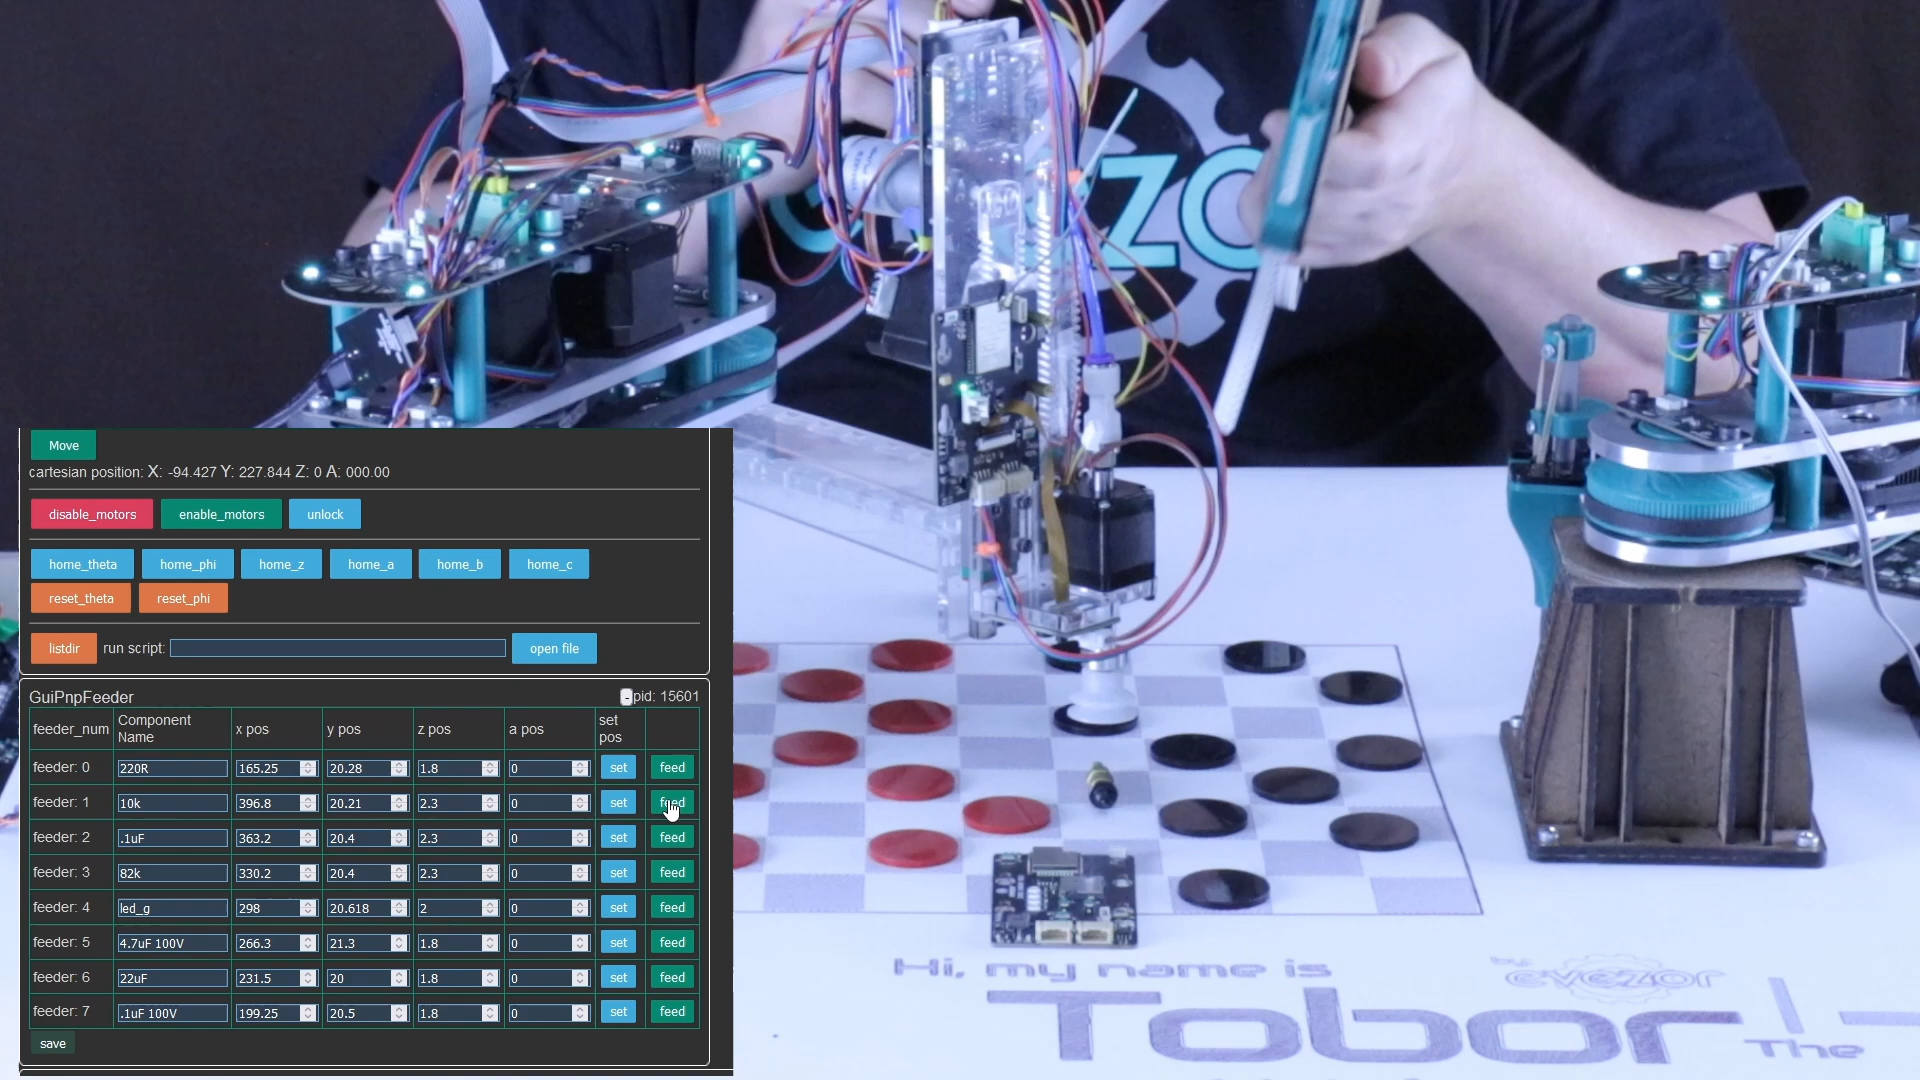 Move
cartesian position: X: -94.427 Y: 227.844 Z: 0 A: 000.00
disable_motors enable_motors unlock
home_theta home_phi home_z home_a home_b home_c
reset_theta reset_phi
listdir run script: open file
GuiPnpFeeder - pid: 15601
feeder_num Component Name x pos y pos z pos a pos set pos
feeder: 0 220R 165.25 20.28 1.8 0 set feed
feeder: 1 10k 396.8 20.21 2.3 0 set feed
feeder: 2 .1uF 363.2 20.4 2.3 0 set feed
feeder: 3 82k 330.2 20.4 2.3 0 set feed
feeder: 4 led_g 298 20.618 2 0 set feed
feeder: 5 4.7uF 100V 266.3 21.3 1.8 0 set feed
feeder: 6 22uF 231.5 20 1.8 0 set feed
feeder: 7 .1uF 100V 199.25 20.5 1.8 0 set feed
save
Hi, my name is
by evezor
Tobor
The